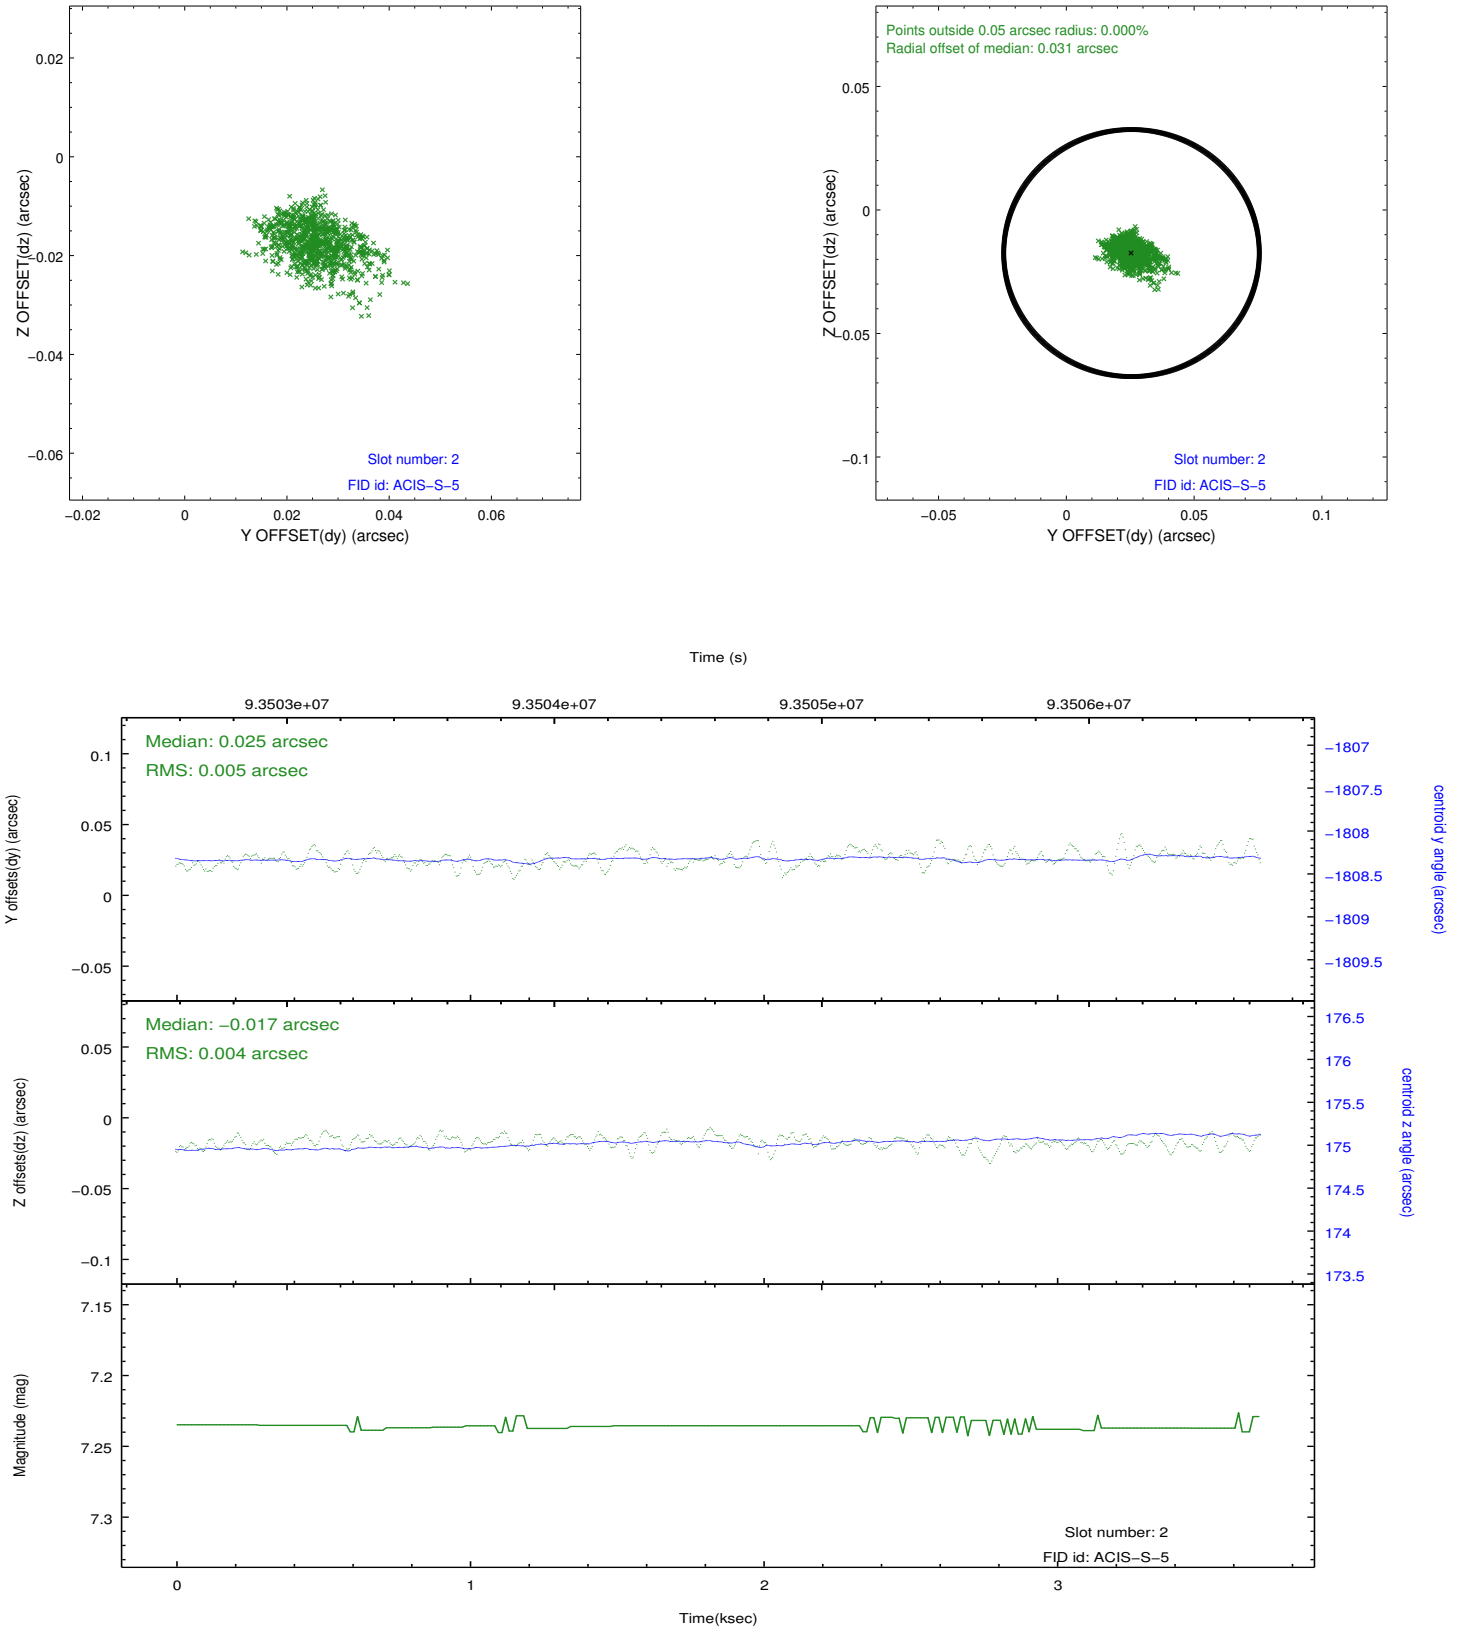 0.02
0
−0.02
−0.04
−0.06
Z OFFSET(dz) (arcsec)
Slot number: 2
FID id: ACIS−S−5
−0.02
0
0.02
0.04
0.06
Y OFFSET(dy) (arcsec)
Points outside 0.05 arcsec radius: 0.000%
Radial offset of median: 0.031 arcsec
0.05
0
−0.05
−0.1
Z OFFSET(dz) (arcsec)
Slot number: 2
FID id: ACIS−S−5
−0.05
0
0.05
0.1
Y OFFSET(dy) (arcsec)
Time (s)
9.3503e+07
9.3504e+07
9.3505e+07
9.3506e+07
Median: 0.025 arcsec
RMS: 0.005 arcsec
0.1
0.05
0
−0.05
Y offsets(dy) (arcsec)
−1807
−1807.5
−1808
−1808.5
−1809
−1809.5
centroid y angle (arcsec)
Median: −0.017 arcsec
RMS: 0.004 arcsec
0.05
0
−0.05
−0.1
Z offsets(dz) (arcsec)
176.5
176
175.5
175
174.5
174
173.5
centroid z angle (arcsec)
7.15
7.2
7.25
7.3
Magnitude (mag)
Slot number: 2
FID id: ACIS−S−5
0
1
2
3
Time(ksec)